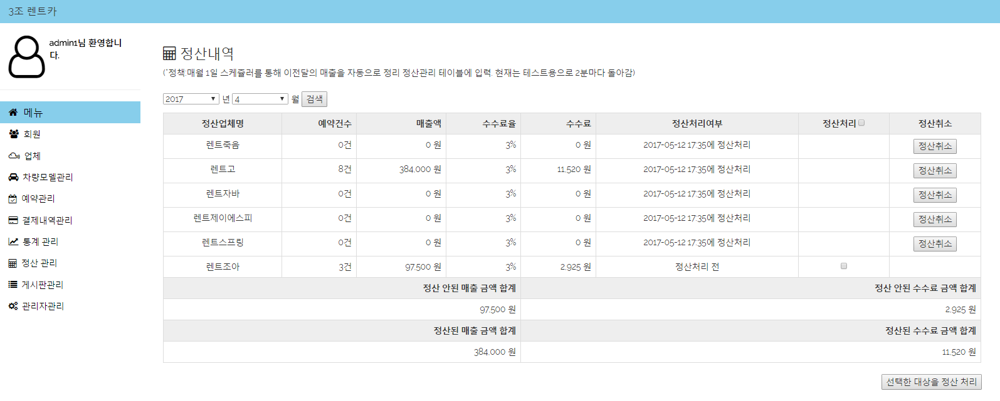 3조 렌트카
admin1님 환영합니
다.
메뉴
회원
업체
차량모델관리
예약관리
결제내역관리
통계 관리
정산 관리
게시판관리
관리자관리
정산내역
(*정책:매월 1일 스케쥴러를 통해 이전달의 매출을 자동으로 정리 정산관리 테이블에 입력. 현재는 테스트용으로 2분마다 돌아감)
2017 년 4 월 검색
정산업체명 예약건수 매출액 수수료율 수수료 정산처리여부 정산처리 정산취소
렌트죽음 0건 0 원 3% 0 원 2017-05-12 17:35에 정산처리 정산취소
렌트고 8건 384,000 원 3% 11,520 원 2017-05-12 17:35에 정산처리 정산취소
렌트자바 0건 0 원 3% 0 원 2017-05-12 17:35에 정산처리 정산취소
렌트제이에스피 0건 0 원 3% 0 원 2017-05-12 17:35에 정산처리 정산취소
렌트스프링 0건 0 원 3% 0 원 2017-05-12 17:35에 정산처리 정산취소
렌트조아 3건 97,500 원 3% 2,925 원 정산처리 전
정산 안된 매출 금액 합계 정산 안된 수수료 금액 합계
97,500 원 2,925 원
정산된 매출 금액 합계 정산된 수수료 금액 합계
384,000 원 11,520 원
선택한 대상을 정산 처리